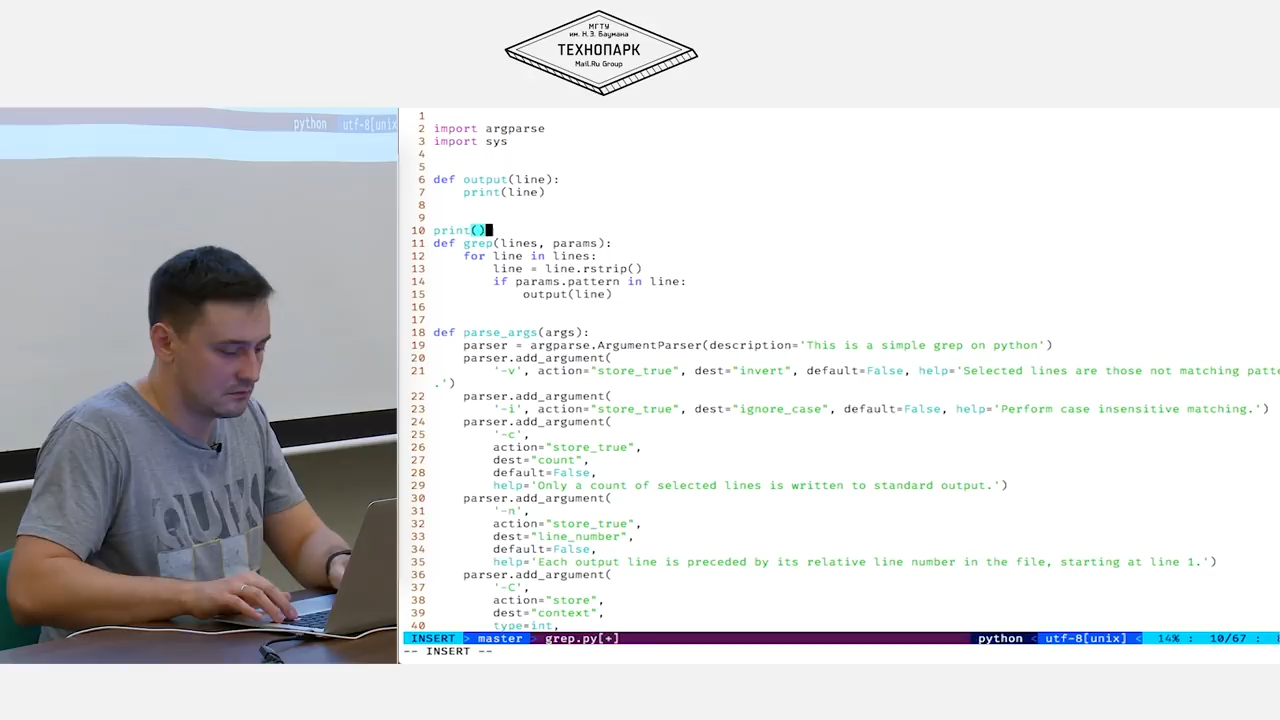 МГТУ
им. Н.Э. Баумана
ТЕХНОПАРК
Mail.Ru Group
python utf-8[unix
QUIK
1
2 import argparse
3 import sys
4
5
6 def output(line):
7 print(line)
8
9
10 print()
11 def grep(lines, params):
12 for line in lines:
13 line = line.rstrip()
14 if params.pattern in line:
15 output(line)
16
17
18 def parse_args(args):
19 parser = argparse.ArgumentParser(description='This is a simple grep on python')
20 parser.add_argument(
21 '-v', action="store_true", dest="invert", default=False, help='Selected lines are those not matching patte
.')
22 parser.add_argument(
23 '-i', action="store_true", dest="ignore_case", default=False, help='Perform case insensitive matching.')
24 parser.add_argument(
25 '-c',
26 action="store_true",
27 dest="count",
28 default=False,
29 help='Only a count of selected lines is written to standard output.')
30 parser.add_argument(
31 '-n',
32 action="store_true",
33 dest="line_number",
34 default=False,
35 help='Each output line is preceded by its relative line number in the file, starting at line 1.')
36 parser.add_argument(
37 '-C',
38 action="store",
39 dest="context",
40 type=int,
INSERT > master > grep.py[+] python < utf-8[unix] < 14% : 10/67 :
-- INSERT --